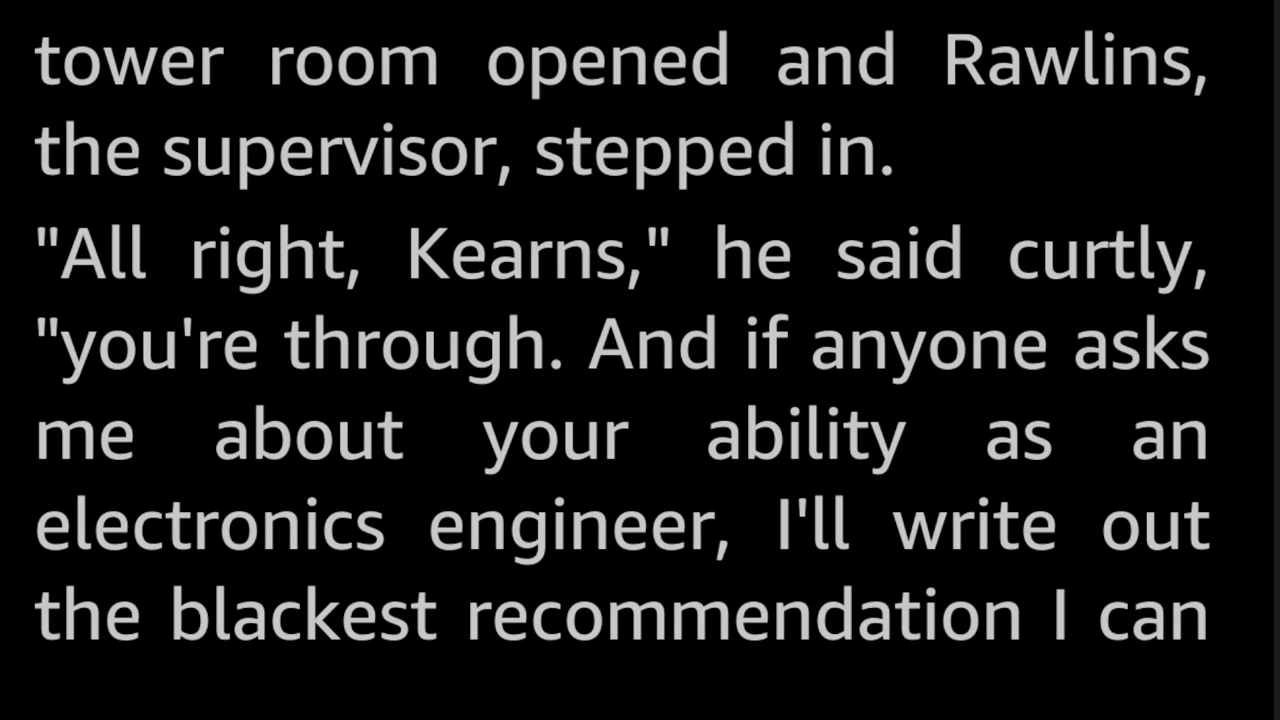 tower room opened and Rawlins,
the supervisor, stepped in.
"All right, Kearns," he said curtly,
"you're through. And if anyone asks
me about your ability as an
electronics engineer, I'll write out
the blackest recommendation I can